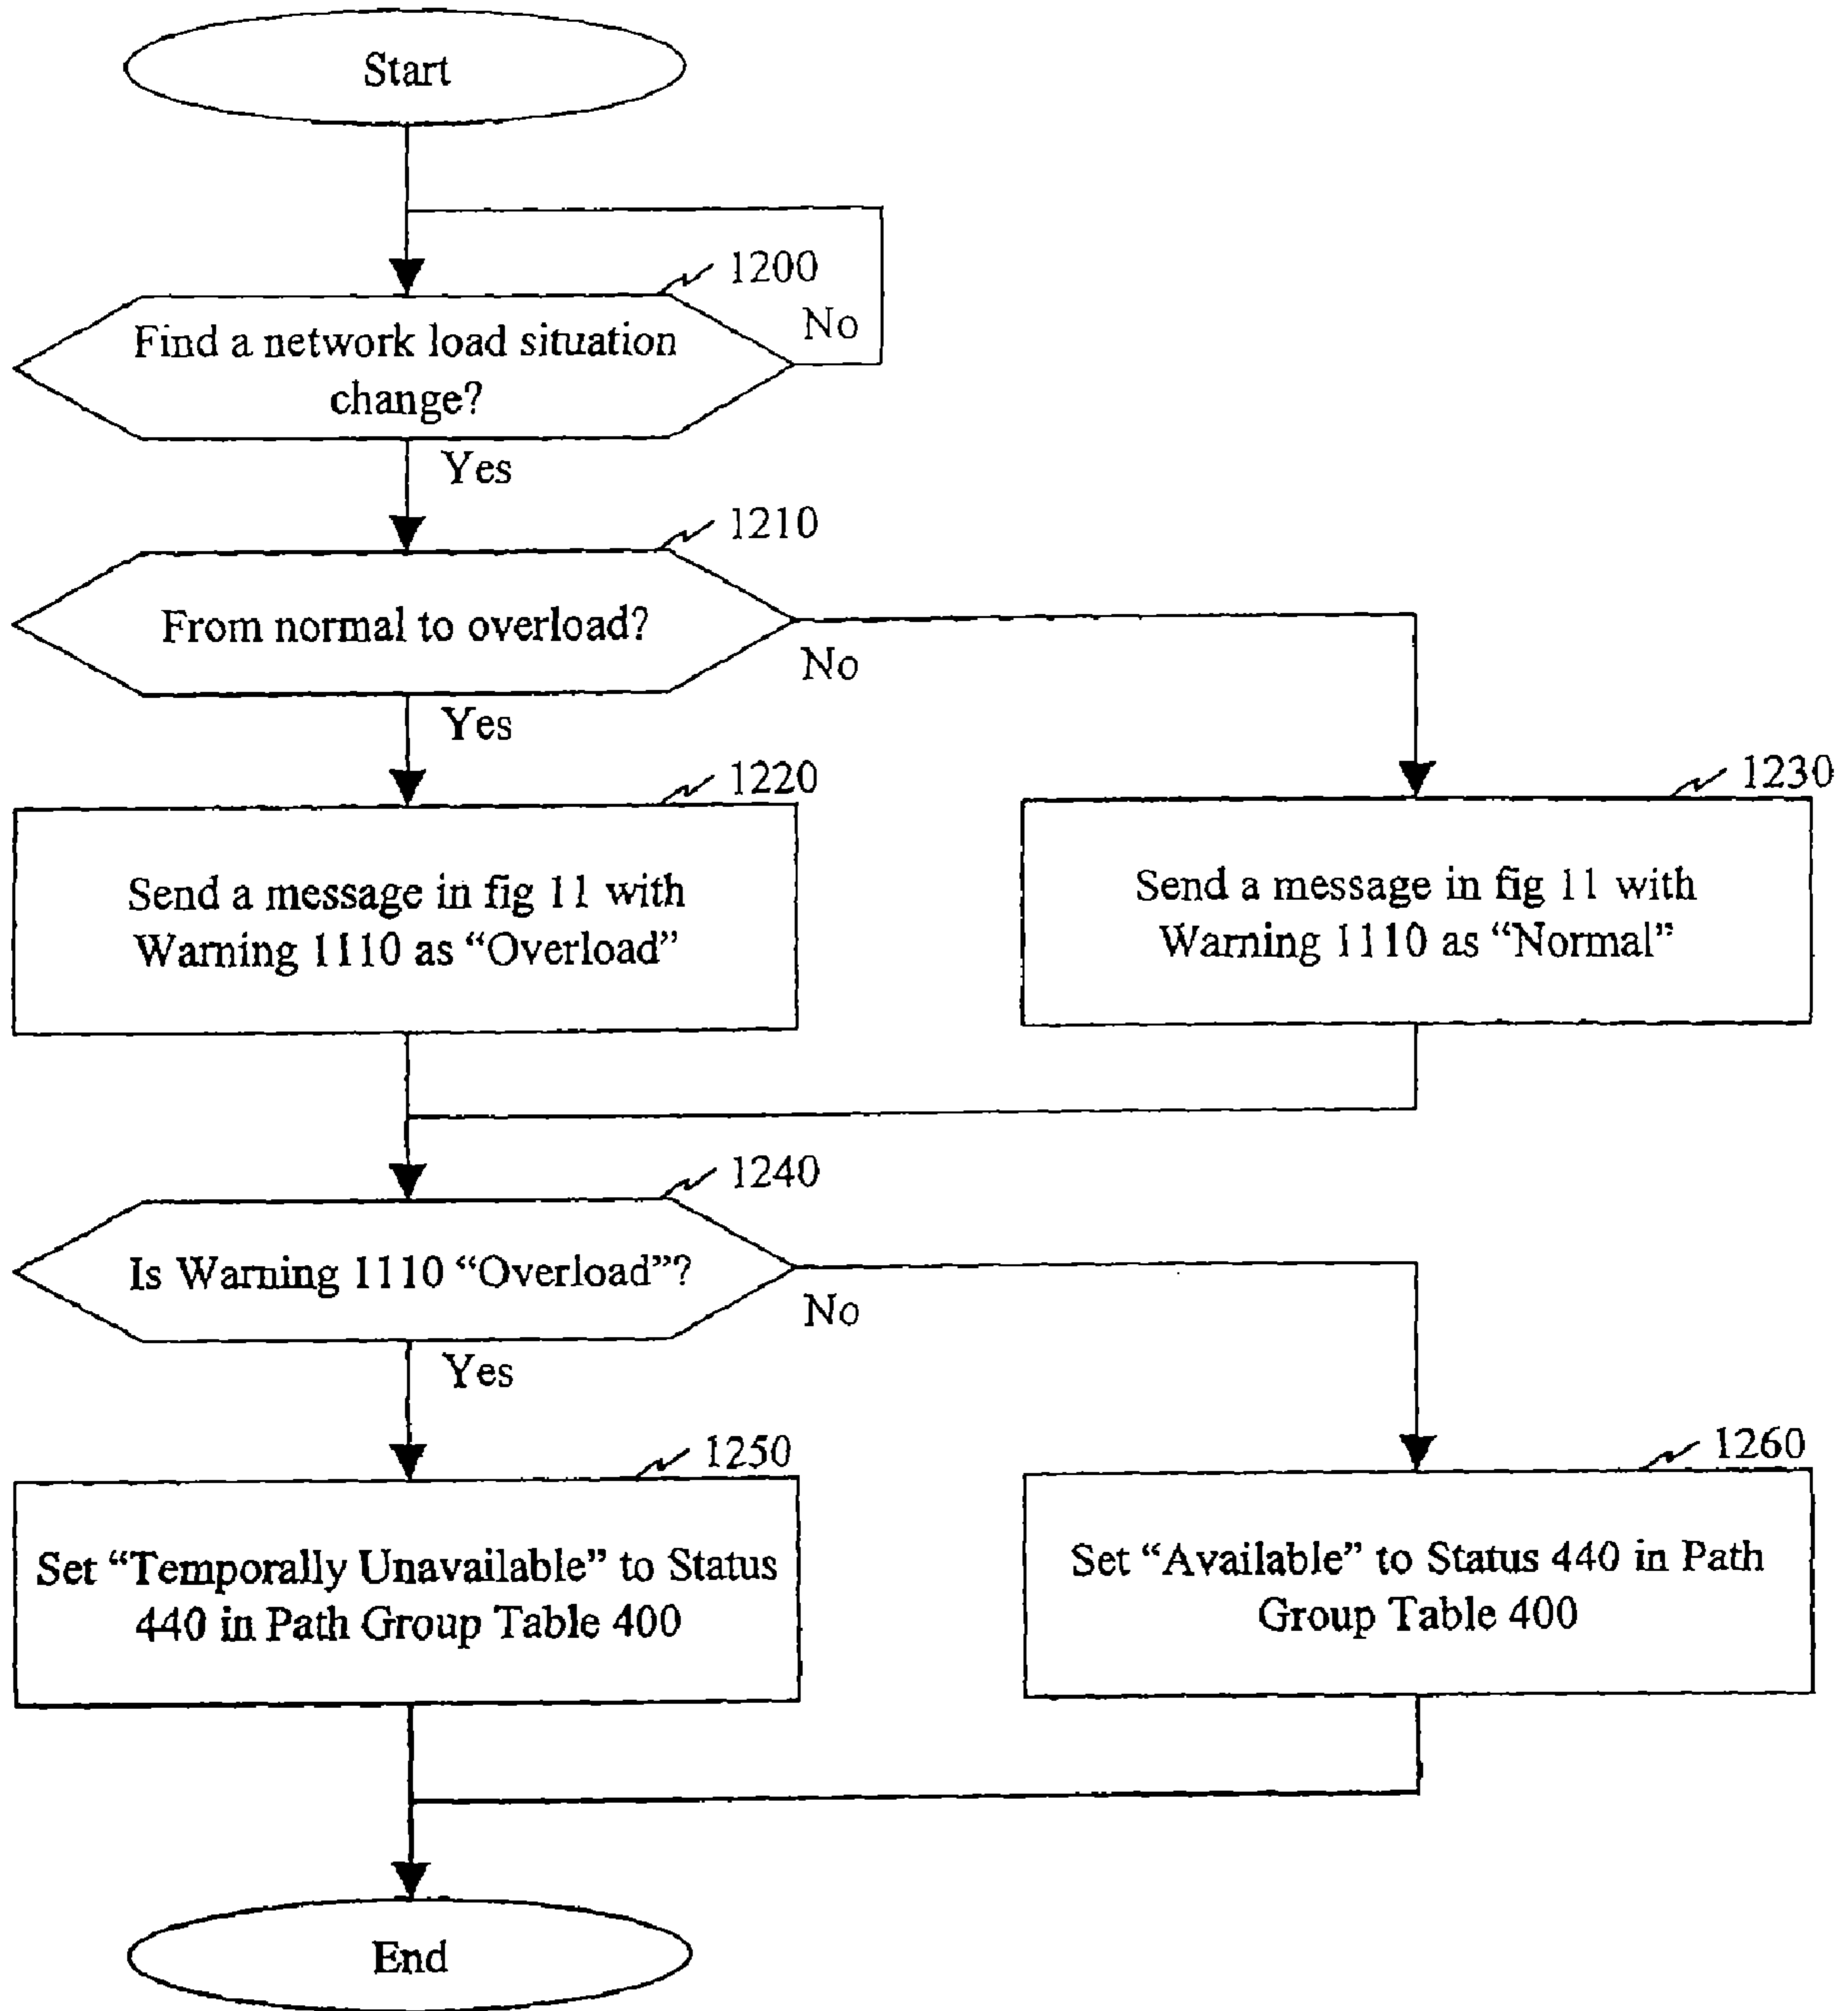 Start
1200
Find a network load situation
change?
No
Yes
1210
From normal to overload?
No
Yes
1220
Send a message in fig 11 with
Warning 1110 as “Overload”
1230
Send a message in fig 11 with
Warning 1110 as “Normal”
1240
Is Warning 1110 “Overload”?
No
Yes
1250
Set “Temporally Unavailable” to Status
440 in Path Group Table 400
1260
Set “Available” to Status 440 in Path
Group Table 400
End